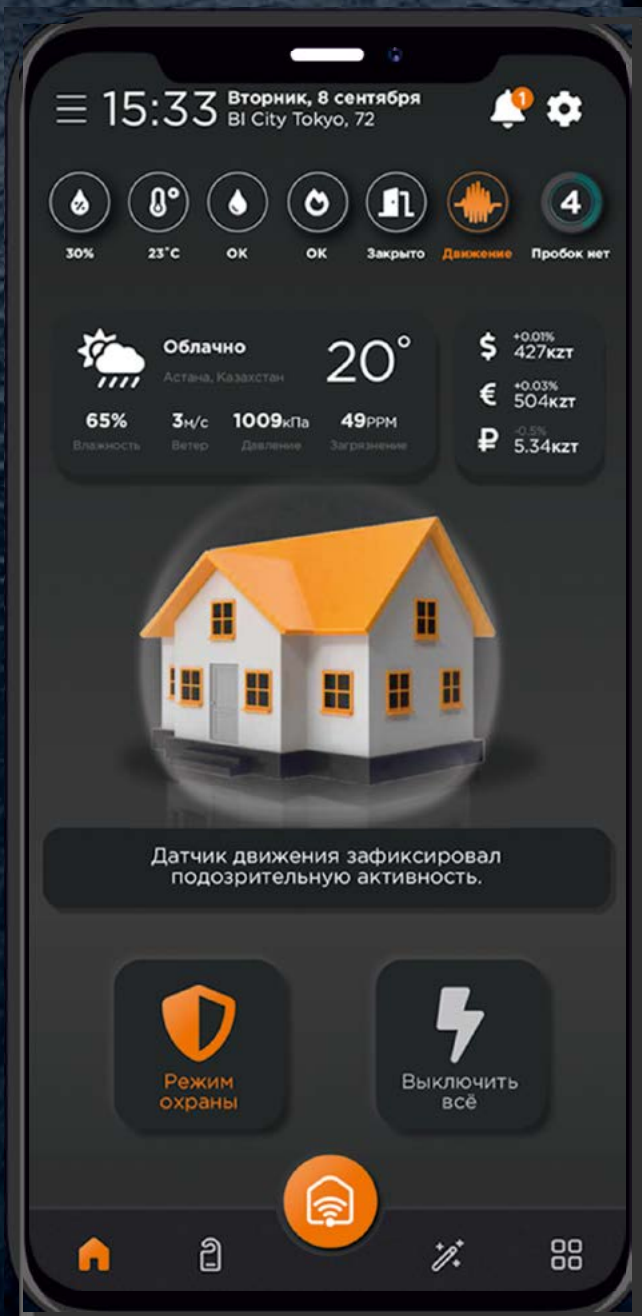 15:33
Вторник, 8 сентября
BI City Tokyo, 72
1
30%
23°C
ОК
ОК
Закрыто
Движение
4
Пробок нет
Облачно
Астана, Казахстан
20°
65%
Влажность
3м/с
Ветер
1009кПа
Давление
49PPM
Загрязнение
$ +0.01%
427KZT
€ +0.03%
504KZT
₽ -0.5%
5.34KZT
Датчик движения зафиксировал
подозрительную активность.
Режим
охраны
Выключить
всё